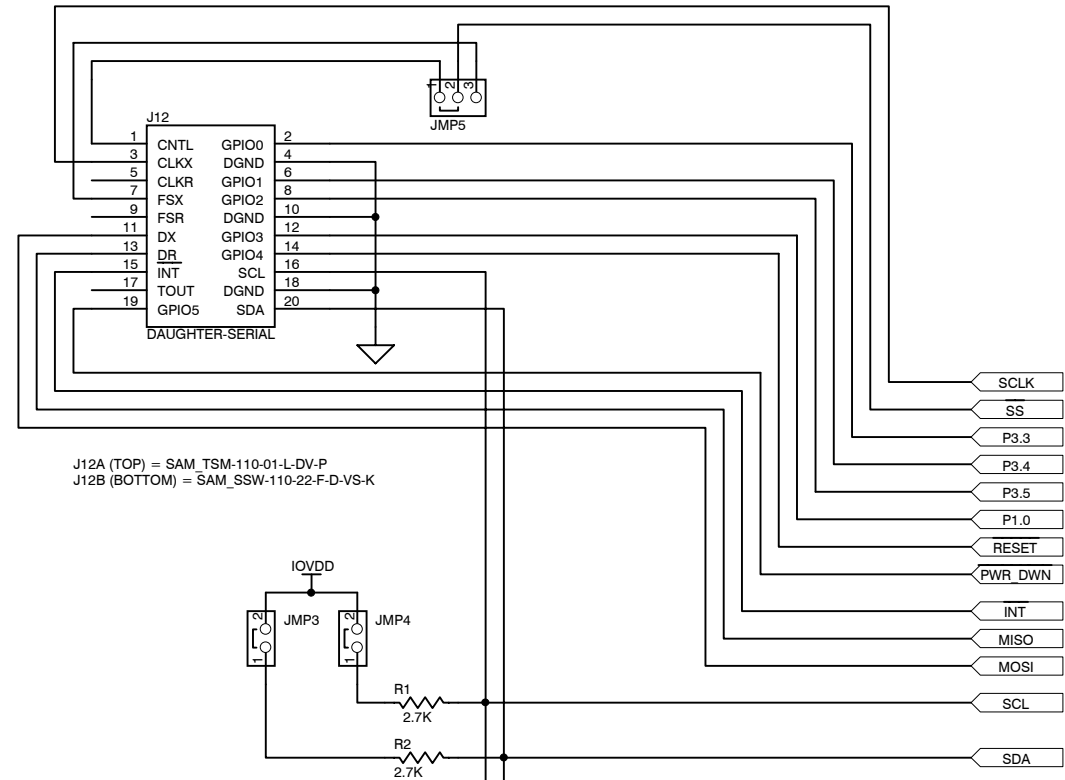 1 2 3
JMP5
J12
1 CNTL GPIO0 2
3 CLKX DGND 4
5 CLKR GPIO1 6
7 FSX GPIO2 8
9 FSR DGND 10
11 DX GPIO3 12
13 DR GPIO4 14
15 INT SCL 16
17 TOUT DGND 18
19 GPIO5 SDA 20
DAUGHTER-SERIAL
SCLK
SS
P3.3
P3.4
P3.5
P1.0
RESET
PWR_DWN
INT
MISO
MOSI
SCL
SDA
J12A (TOP) = SAM_TSM-110-01-L-DV-P
J12B (BOTTOM) = SAM_SSW-110-22-F-D-VS-K
IOVDD
2 JMP3 2 JMP4
1 1
R1
2.7K
R2
2.7K